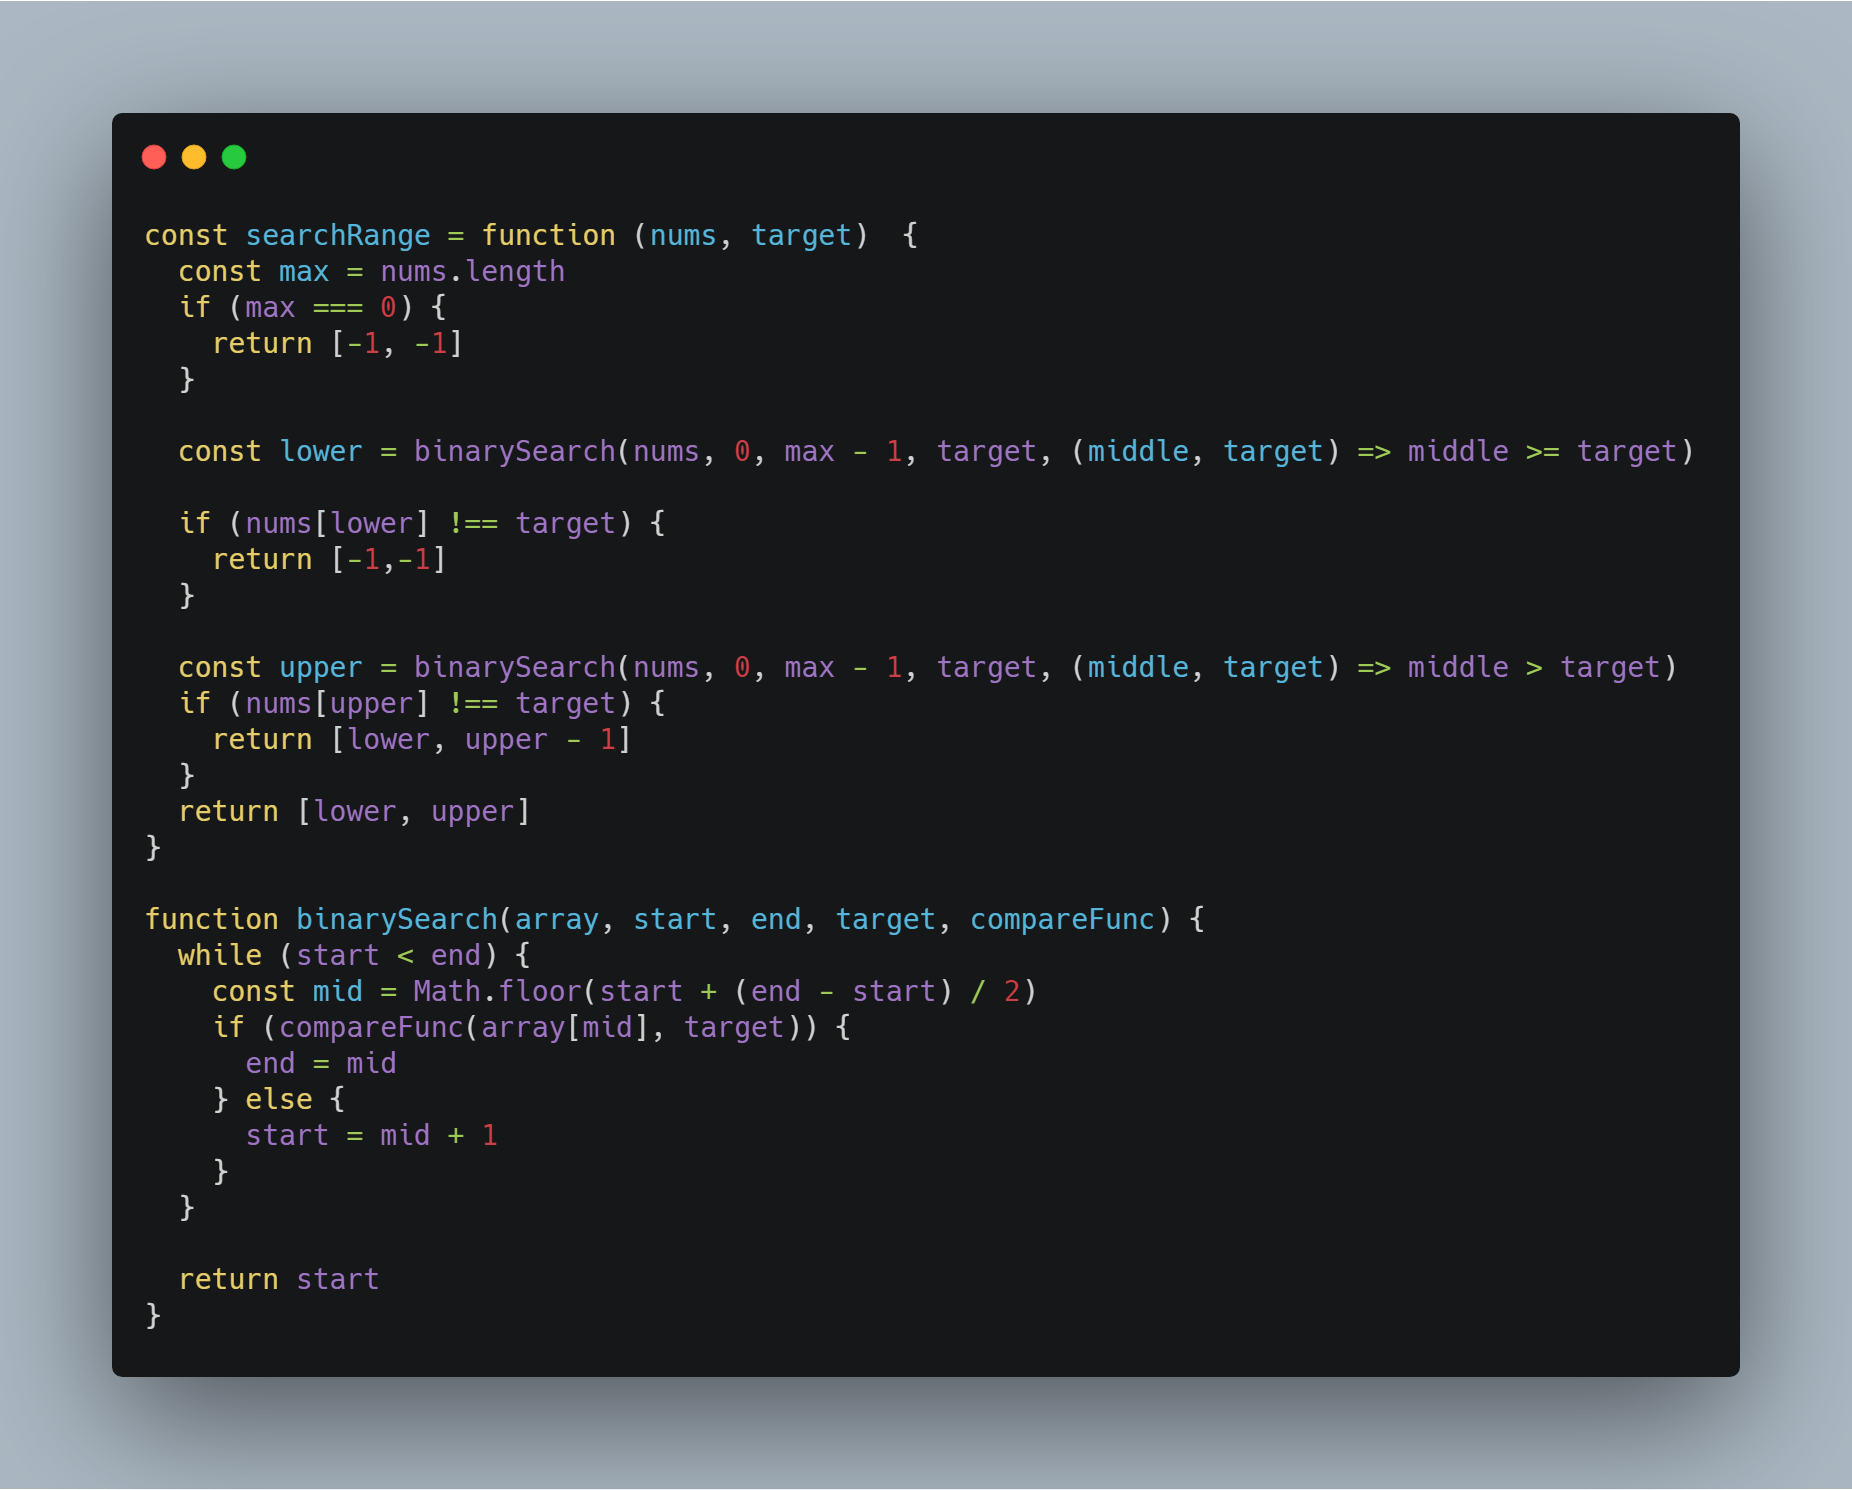 const searchRange = function (nums, target)  {
  const max = nums.length
  if (max === 0) {
    return [-1, -1]
  }

  const lower = binarySearch(nums, 0, max - 1, target, (middle, target) => middle >= target)

  if (nums[lower] !== target) {
    return [-1,-1]
  }

  const upper = binarySearch(nums, 0, max - 1, target, (middle, target) => middle > target)
  if (nums[upper] !== target) {
    return [lower, upper - 1]
  }
  return [lower, upper]
}

function binarySearch(array, start, end, target, compareFunc) {
  while (start < end) {
    const mid = Math.floor(start + (end - start) / 2)
    if (compareFunc(array[mid], target)) {
      end = mid
    } else {
      start = mid + 1
    }
  }

  return start
}